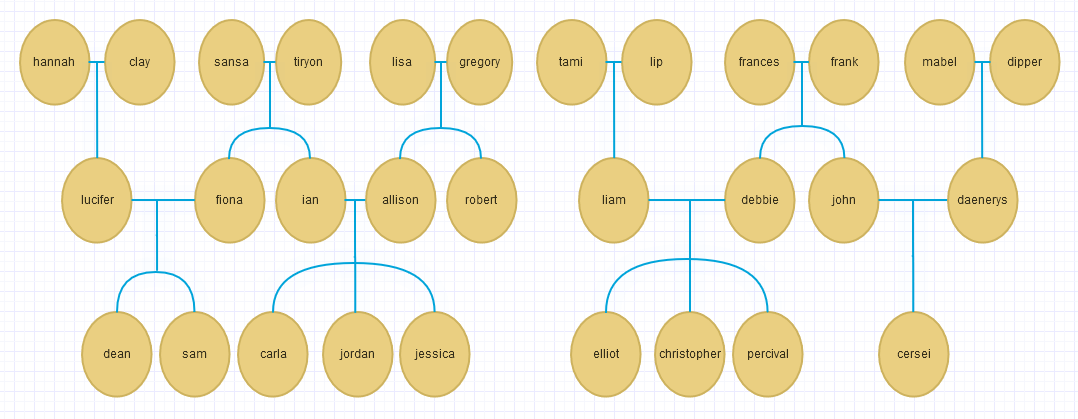 hannah
clay
sansa
tiryon
lisa
gregory
tami
lip
frances
frank
mabel
dipper
lucifer
fiona
ian
allison
robert
liam
debbie
john
daenerys
dean
sam
carla
jordan
jessica
elliot
christopher
percival
cersei